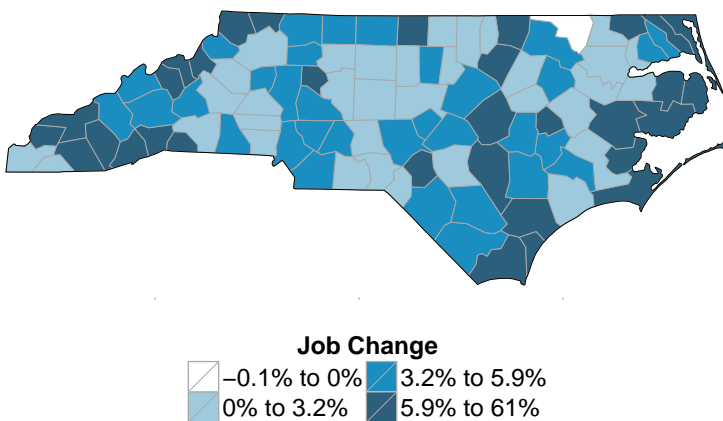 Job Change
−0.1% to 0% 3.2% to 5.9%
0% to 3.2% 5.9% to 61%